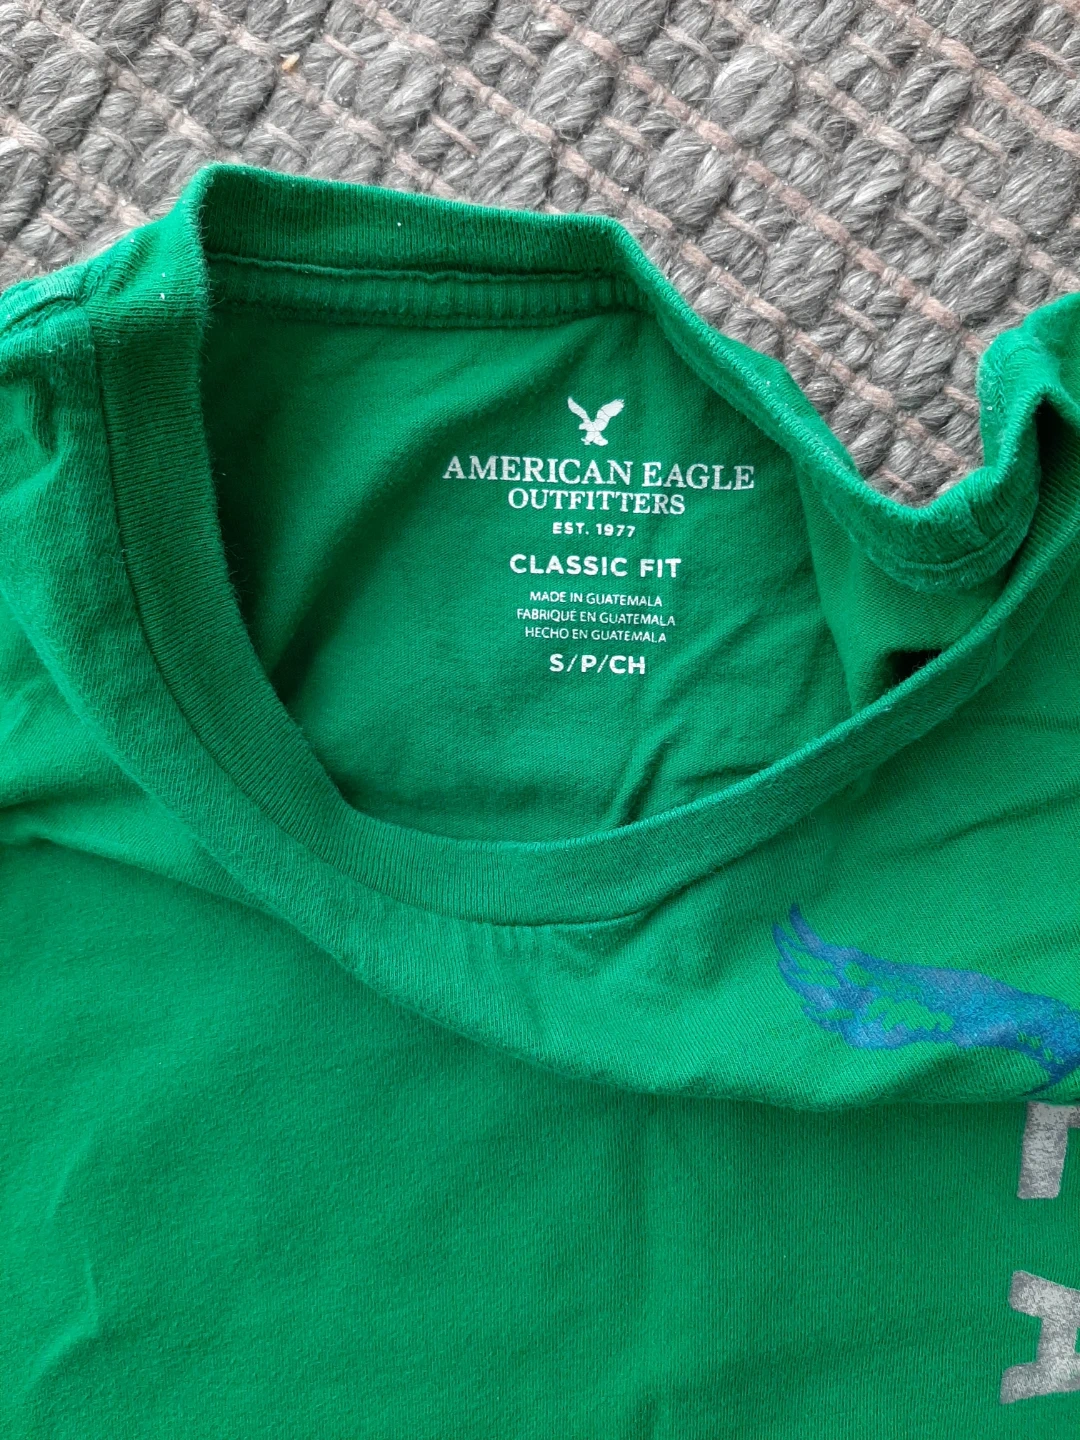 AMERICAN EAGLE
OUTFITTERS
EST. 1977
CLASSIC FIT
MADE IN GUATEMALA
FABRIQUÉ EN GUATEMALA
HECHO EN GUATEMALA
S/P/CH
A